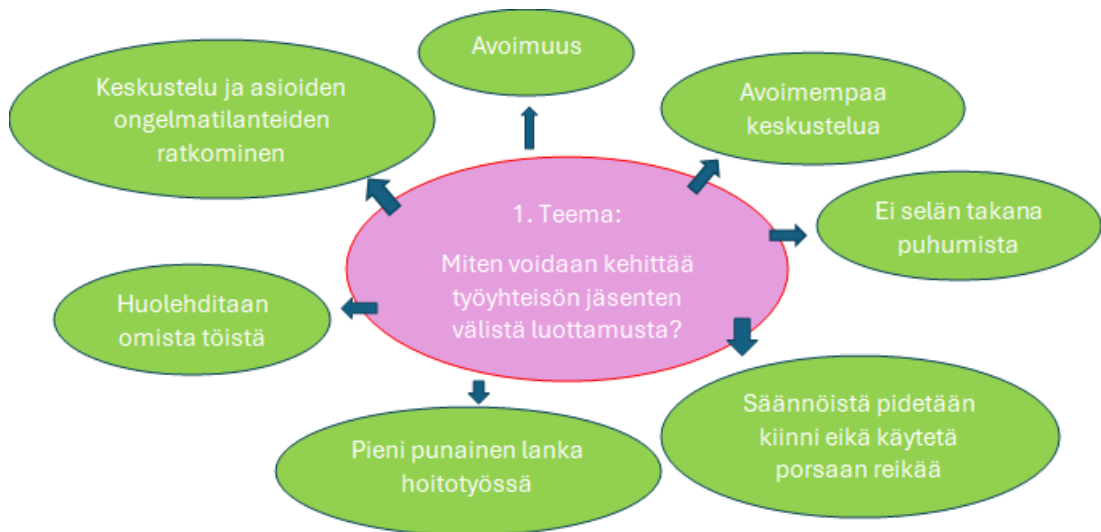 Avoimuus
Keskustelu ja asioiden
ongelmatilanteiden
ratkominen
Avoimempaa
keskustelua
1. Teema:
Miten voidaan kehittää
työyhteisön jäsenten
välistä luottamusta?
Ei selän takana
puhumista
Huolehditaan
omista töistä
Säännöistä pidetään
kiinni eikä käytetä
porsaan reikää
Pieni punainen lanka
hoitotyössä